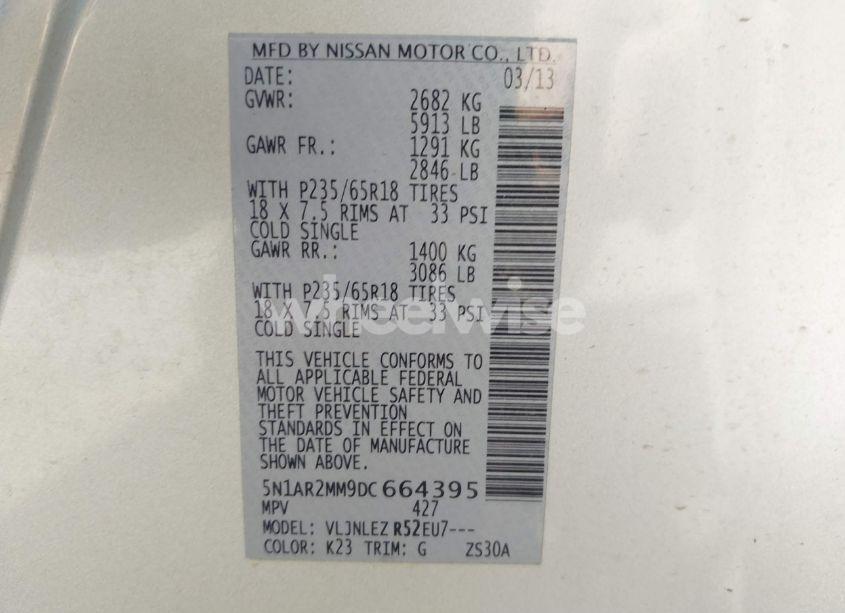 MFD BY NISSAN MOTOR CO., LTD.
DATE: 03/13
GVWR: 2682 KG
5913 LB
GAWR FR.: 1291 KG
2846 LB
WITH P235/65R18 TIRES
18 X 7.5 RIMS AT 33 PSI
COLD SINGLE
GAWR RR.: 1400 KG
3086 LB
WITH P235/65R18 TIRES
18 X 7.5 RIMS AT 33 PSI
COLD SINGLE
wheelwise
THIS VEHICLE CONFORMS TO
ALL APPLICABLE FEDERAL
MOTOR VEHICLE SAFETY AND
THEFT PREVENTION
STANDARDS IN EFFECT ON
THE DATE OF MANUFACTURE
SHOWN ABOVE.
5N1AR2MM9DC664395
MPV 427
MODEL: VLJNLEZ R52EU7---
COLOR: K23 TRIM: G ZS30A